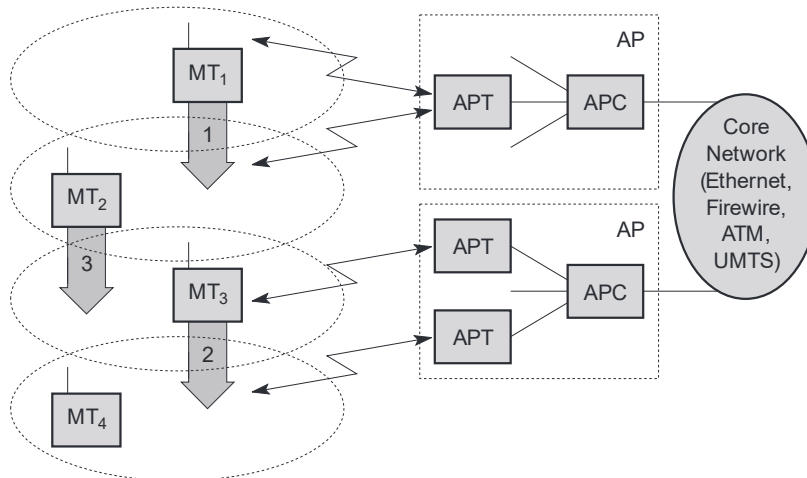 AP
MT₁
APT
APC
1
Core
Network
(Ethernet,
Firewire,
ATM,
UMTS)
MT₂
3
AP
APT
MT₃
APC
2
APT
MT₄